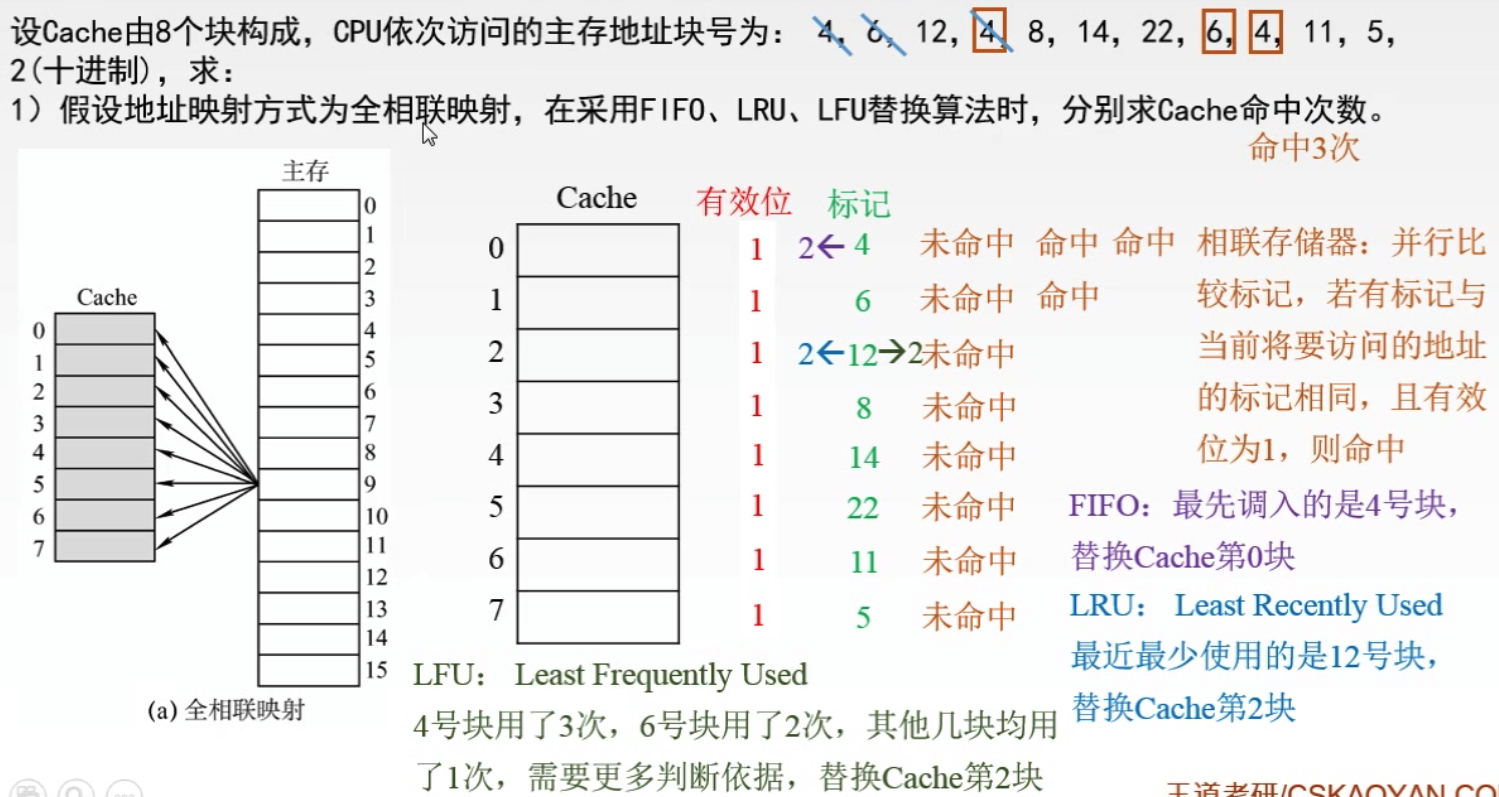 设Cache由8个块构成，CPU依次访问的主存地址块号为： 4，6，12，4，8，14，22，6，4，11，5，
2(十进制)，求：
1）假设地址映射方式为全相联映射，在采用FIFO、LRU、LFU替换算法时，分别求Cache命中次数。
命中3次
主存
0
1
2
3
4
5
6
7
8
9
10
11
12
13
14
15
Cache
0
1
2
3
4
5
6
7
(a) 全相联映射
Cache 有效位 标记
0 1 2← 4 未命中 命中 命中
1 1 6 未命中 命中
2 1 2←12→2未命中
3 1 8 未命中
4 1 14 未命中
5 1 22 未命中
6 1 11 未命中
7 1 5 未命中
相联存储器：并行比
较标记，若有标记与
当前将要访问的地址
的标记相同，且有效
位为1，则命中
FIFO：最先调入的是4号块，
替换Cache第0块
LRU： Least Recently Used
最近最少使用的是12号块，
替换Cache第2块
LFU： Least Frequently Used
4号块用了3次，6号块用了2次，其他几块均用
了1次，需要更多判断依据，替换Cache第2块
王道考研/CSKAOYAN.CO